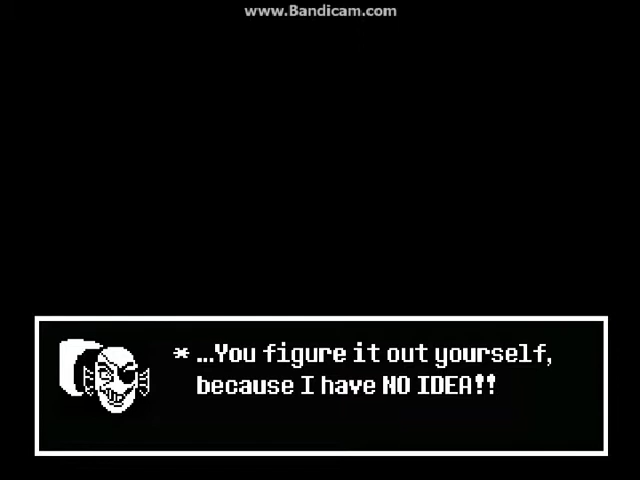 www.Bandicam.com
* ...You figure it out yourself,
because I have NO IDEA!!